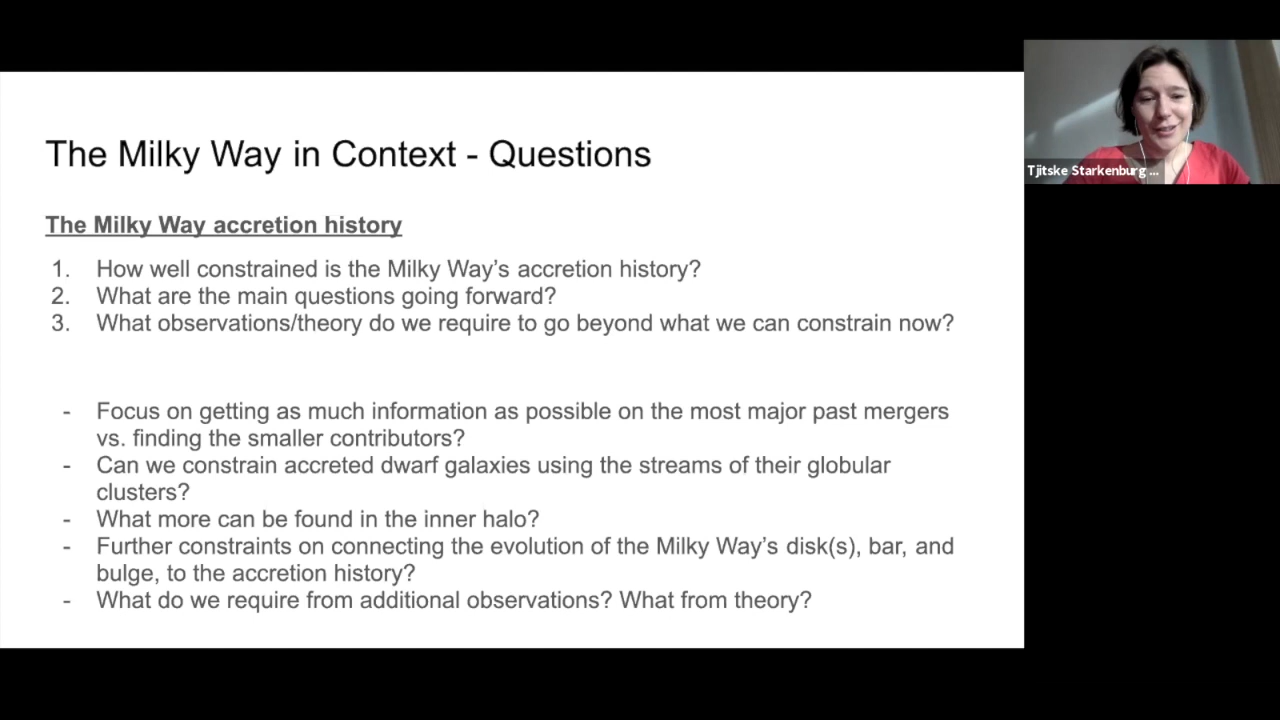 The Milky Way in Context - Questions
The Milky Way accretion history
1. How well constrained is the Milky Way’s accretion history?
2. What are the main questions going forward?
3. What observations/theory do we require to go beyond what we can constrain now?
- Focus on getting as much information as possible on the most major past mergers
vs. finding the smaller contributors?
- Can we constrain accreted dwarf galaxies using the streams of their globular
clusters?
- What more can be found in the inner halo?
- Further constraints on connecting the evolution of the Milky Way’s disk(s), bar, and
bulge, to the accretion history?
- What do we require from additional observations? What from theory?
Tjitske Starkenburg ...